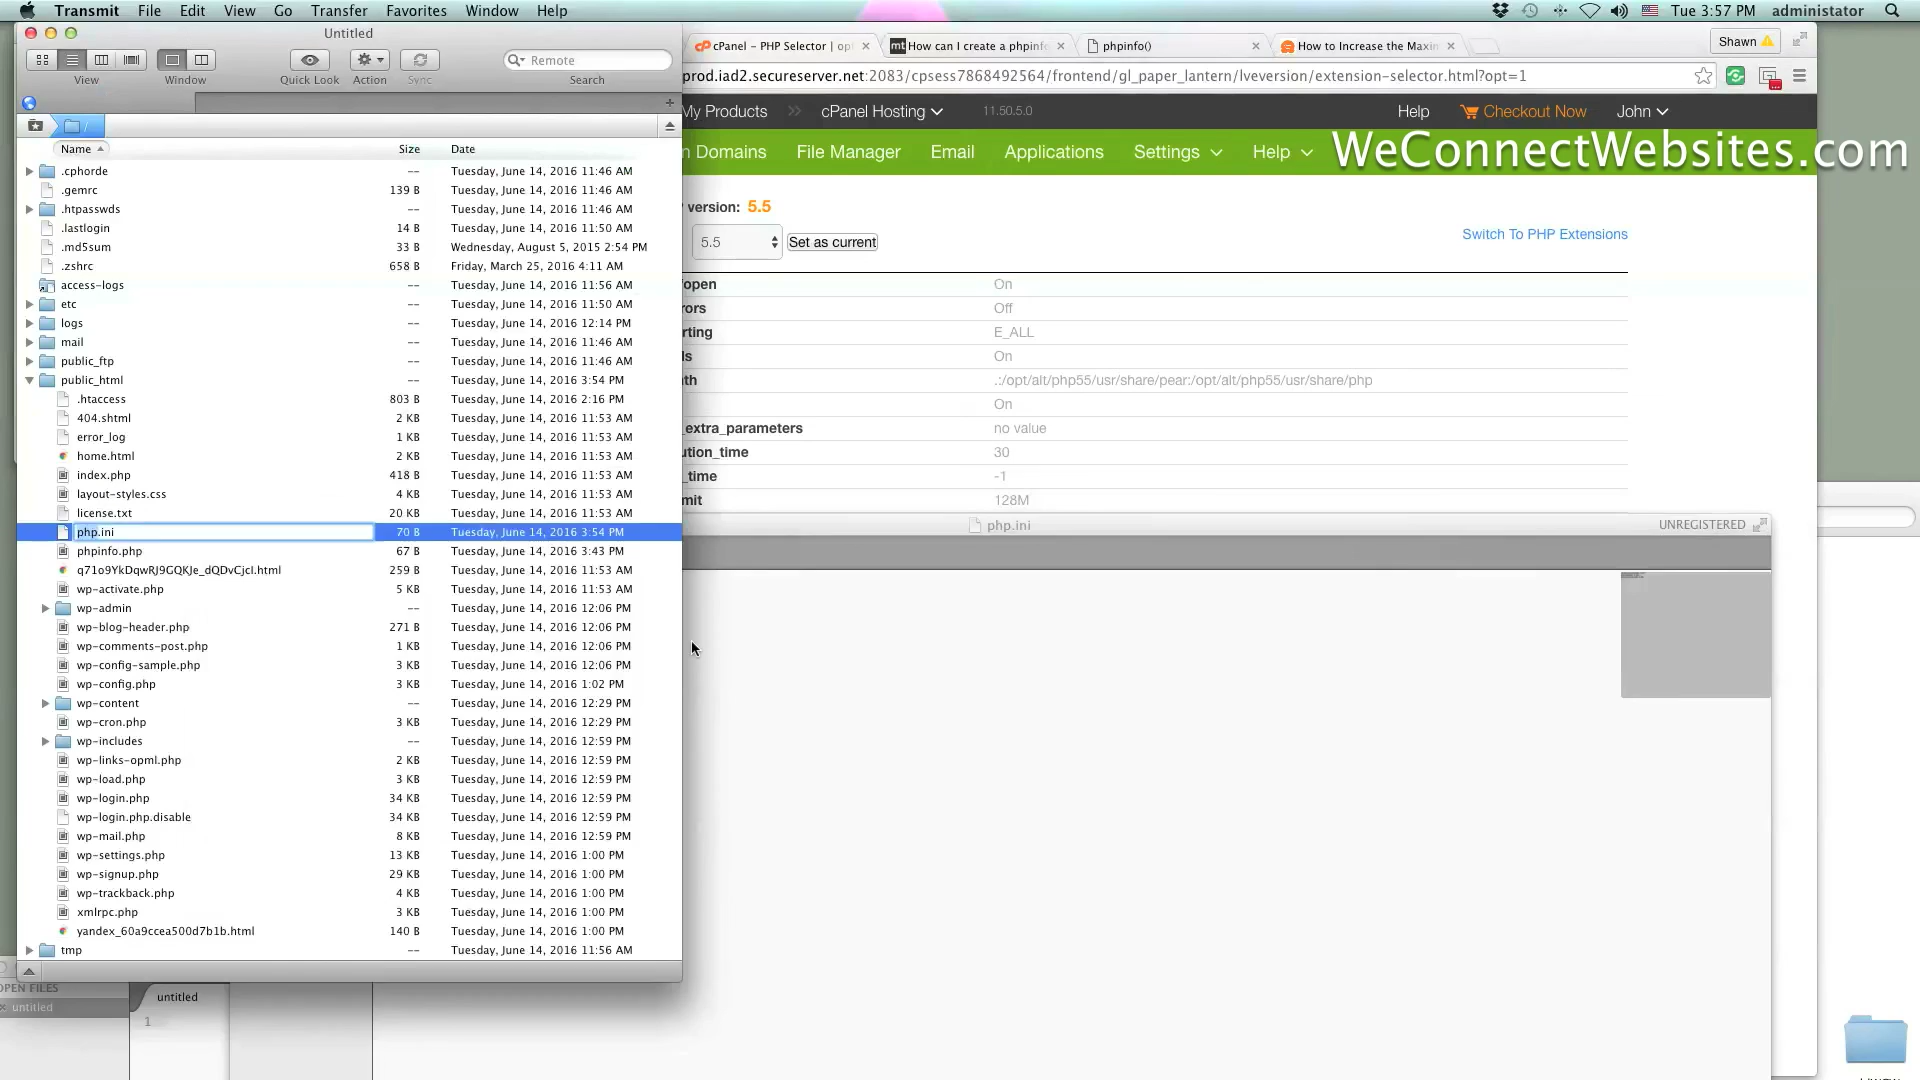 Transmit File Edit View Go Transfer Favorites Window Help
Tue 3:57 PM administator
Untitled
View Window Quick Look Action Sync Remote Search
cPanel – PHP Selector | op
How can I create a phpinfo
phpinfo()
How to Increase the Maxin
Shawn
prod.iad2.secureserver.net:2083/cpsess7868492564/frontend/gl_paper_lantern/lveversion/extension-selector.html?opt=1
My Products cPanel Hosting 11.50.5.0 Help Checkout Now John
Domains File Manager Email Applications Settings Help
WeConnectWebsites.com
version: 5.5
5.5 Set as current
Switch To PHP Extensions
open On
rors Off
rting E_ALL
ls On
th .:/opt/alt/php55/usr/share/pear:/opt/alt/php55/usr/share/php
On
_extra_parameters no value
ution_time 30
_time -1
mit 128M
php.ini UNREGISTERED
/
Name Size Date
.cphorde -- Tuesday, June 14, 2016 11:46 AM
.gemrc 139 B Tuesday, June 14, 2016 11:46 AM
.htpasswds -- Tuesday, June 14, 2016 11:46 AM
.lastlogin 14 B Tuesday, June 14, 2016 11:50 AM
.md5sum 33 B Wednesday, August 5, 2015 2:54 PM
.zshrc 658 B Friday, March 25, 2016 4:11 AM
access-logs -- Tuesday, June 14, 2016 11:56 AM
etc -- Tuesday, June 14, 2016 11:50 AM
logs -- Tuesday, June 14, 2016 12:14 PM
mail -- Tuesday, June 14, 2016 11:46 AM
public_ftp -- Tuesday, June 14, 2016 11:46 AM
public_html -- Tuesday, June 14, 2016 3:54 PM
.htaccess 803 B Tuesday, June 14, 2016 2:16 PM
404.shtml 2 KB Tuesday, June 14, 2016 11:53 AM
error_log 1 KB Tuesday, June 14, 2016 11:53 AM
home.html 2 KB Tuesday, June 14, 2016 11:53 AM
index.php 418 B Tuesday, June 14, 2016 11:53 AM
layout-styles.css 4 KB Tuesday, June 14, 2016 11:53 AM
license.txt 20 KB Tuesday, June 14, 2016 11:53 AM
php.ini 70 B Tuesday, June 14, 2016 3:54 PM
phpinfo.php 67 B Tuesday, June 14, 2016 3:43 PM
q71o9YkDqwRJ9GQKJe_dQDvCjcI.html 259 B Tuesday, June 14, 2016 11:53 AM
wp-activate.php 5 KB Tuesday, June 14, 2016 11:53 AM
wp-admin -- Tuesday, June 14, 2016 12:06 PM
wp-blog-header.php 271 B Tuesday, June 14, 2016 12:06 PM
wp-comments-post.php 1 KB Tuesday, June 14, 2016 12:06 PM
wp-config-sample.php 3 KB Tuesday, June 14, 2016 12:06 PM
wp-config.php 3 KB Tuesday, June 14, 2016 1:02 PM
wp-content -- Tuesday, June 14, 2016 12:29 PM
wp-cron.php 3 KB Tuesday, June 14, 2016 12:29 PM
wp-includes -- Tuesday, June 14, 2016 12:59 PM
wp-links-opml.php 2 KB Tuesday, June 14, 2016 12:59 PM
wp-load.php 3 KB Tuesday, June 14, 2016 12:59 PM
wp-login.php 34 KB Tuesday, June 14, 2016 12:59 PM
wp-login.php.disable 34 KB Tuesday, June 14, 2016 12:59 PM
wp-mail.php 8 KB Tuesday, June 14, 2016 12:59 PM
wp-settings.php 13 KB Tuesday, June 14, 2016 1:00 PM
wp-signup.php 29 KB Tuesday, June 14, 2016 1:00 PM
wp-trackback.php 4 KB Tuesday, June 14, 2016 1:00 PM
xmlrpc.php 3 KB Tuesday, June 14, 2016 1:00 PM
yandex_60a9ccea500d7b1b.html 140 B Tuesday, June 14, 2016 1:00 PM
tmp -- Tuesday, June 14, 2016 11:56 AM
OPEN FILES
untitled
untitled
1